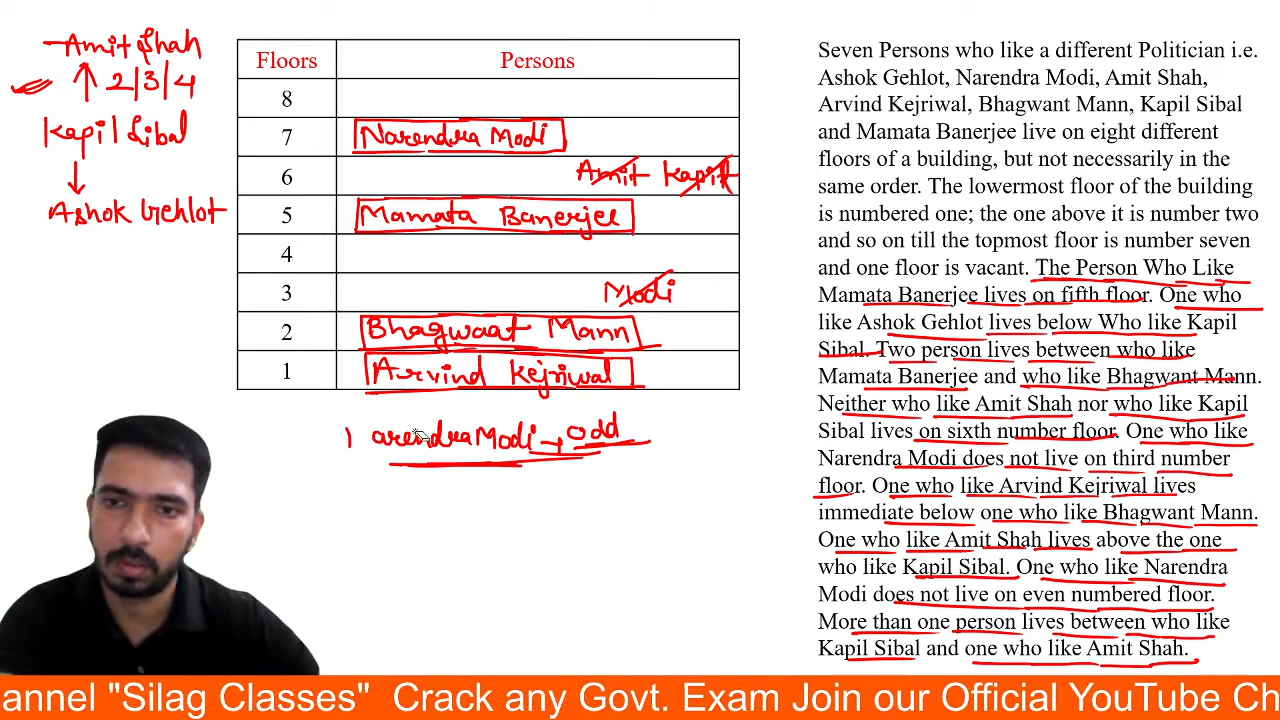 Amit Shah
2/3/4
Kapil Sibal
Ashok Gehlot
Floors Persons
8
7 Narendra Modi
6 Amit Kapil
5 Mamata Banerjee
4
3 Modi
2 Bhagwaat Mann
1 Arvind Kejriwal
arendra Modi → Odd
Seven Persons who like a different Politician i.e.
Ashok Gehlot, Narendra Modi, Amit Shah,
Arvind Kejriwal, Bhagwant Mann, Kapil Sibal
and Mamata Banerjee live on eight different
floors of a building, but not necessarily in the
same order. The lowermost floor of the building
is numbered one; the one above it is number two
and so on till the topmost floor is number seven
and one floor is vacant. The Person Who Like
Mamata Banerjee lives on fifth floor. One who
like Ashok Gehlot lives below Who like Kapil
Sibal. Two person lives between who like
Mamata Banerjee and who like Bhagwant Mann.
Neither who like Amit Shah nor who like Kapil
Sibal lives on sixth number floor. One who like
Narendra Modi does not live on third number
floor. One who like Arvind Kejriwal lives
immediate below one who like Bhagwant Mann.
One who like Amit Shah lives above the one
who like Kapil Sibal. One who like Narendra
Modi does not live on even numbered floor.
More than one person lives between who like
Kapil Sibal and one who like Amit Shah.
annel "Silag Classes" Crack any Govt. Exam Join our Official YouTube Ch